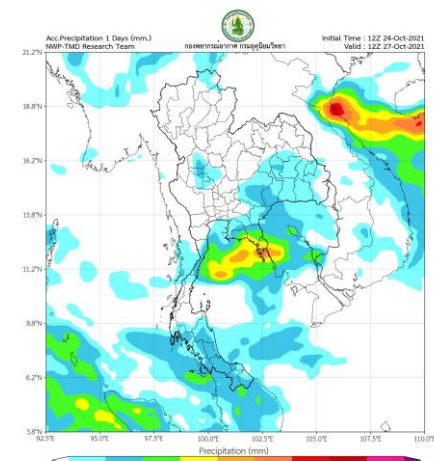 Acc.Precipitation 1 Days (mm.)
NWP-TMD Research Team
กองพยากรณ์อากาศ กรมอุตุนิยมวิทยา
Initial Time : 12Z 24-Oct-2021
Valid : 12Z 27-Oct-2021
21.2°N
18.8°N
16.2°N
13.8°N
11.2°N
8.8°N
6.2°N
3.8°N
92.5°E 95.0°E 97.5°E 100.0°E 102.5°E 105.0°E 107.5°E 110.0°E
Precipitation (mm)